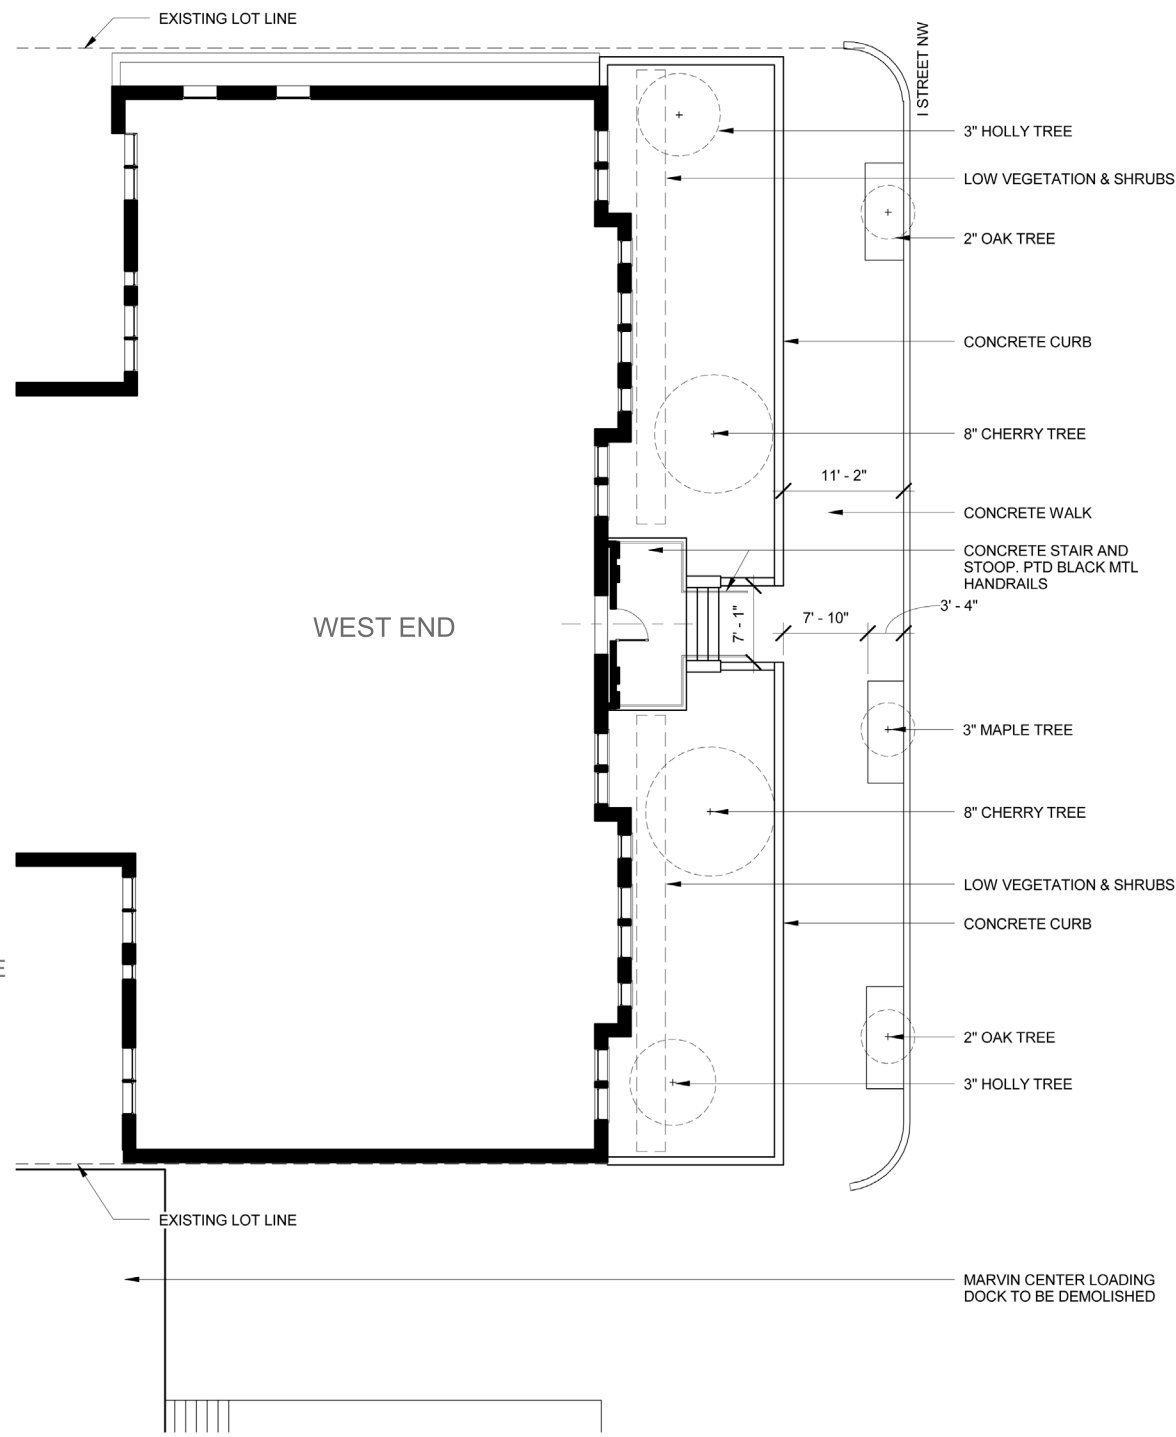 EXISTING LOT LINE
I STREET NW
3" HOLLY TREE
LOW VEGETATION & SHRUBS
2" OAK TREE
CONCRETE CURB
8" CHERRY TREE
11' - 2"
CONCRETE WALK
CONCRETE STAIR AND
STOOP. PTD BLACK MTL
HANDRAILS
3' - 4"
7' - 10"
7' - 1"
WEST END
3" MAPLE TREE
8" CHERRY TREE
LOW VEGETATION & SHRUBS
CONCRETE CURB
E
2" OAK TREE
3" HOLLY TREE
EXISTING LOT LINE
MARVIN CENTER LOADING
DOCK TO BE DEMOLISHED